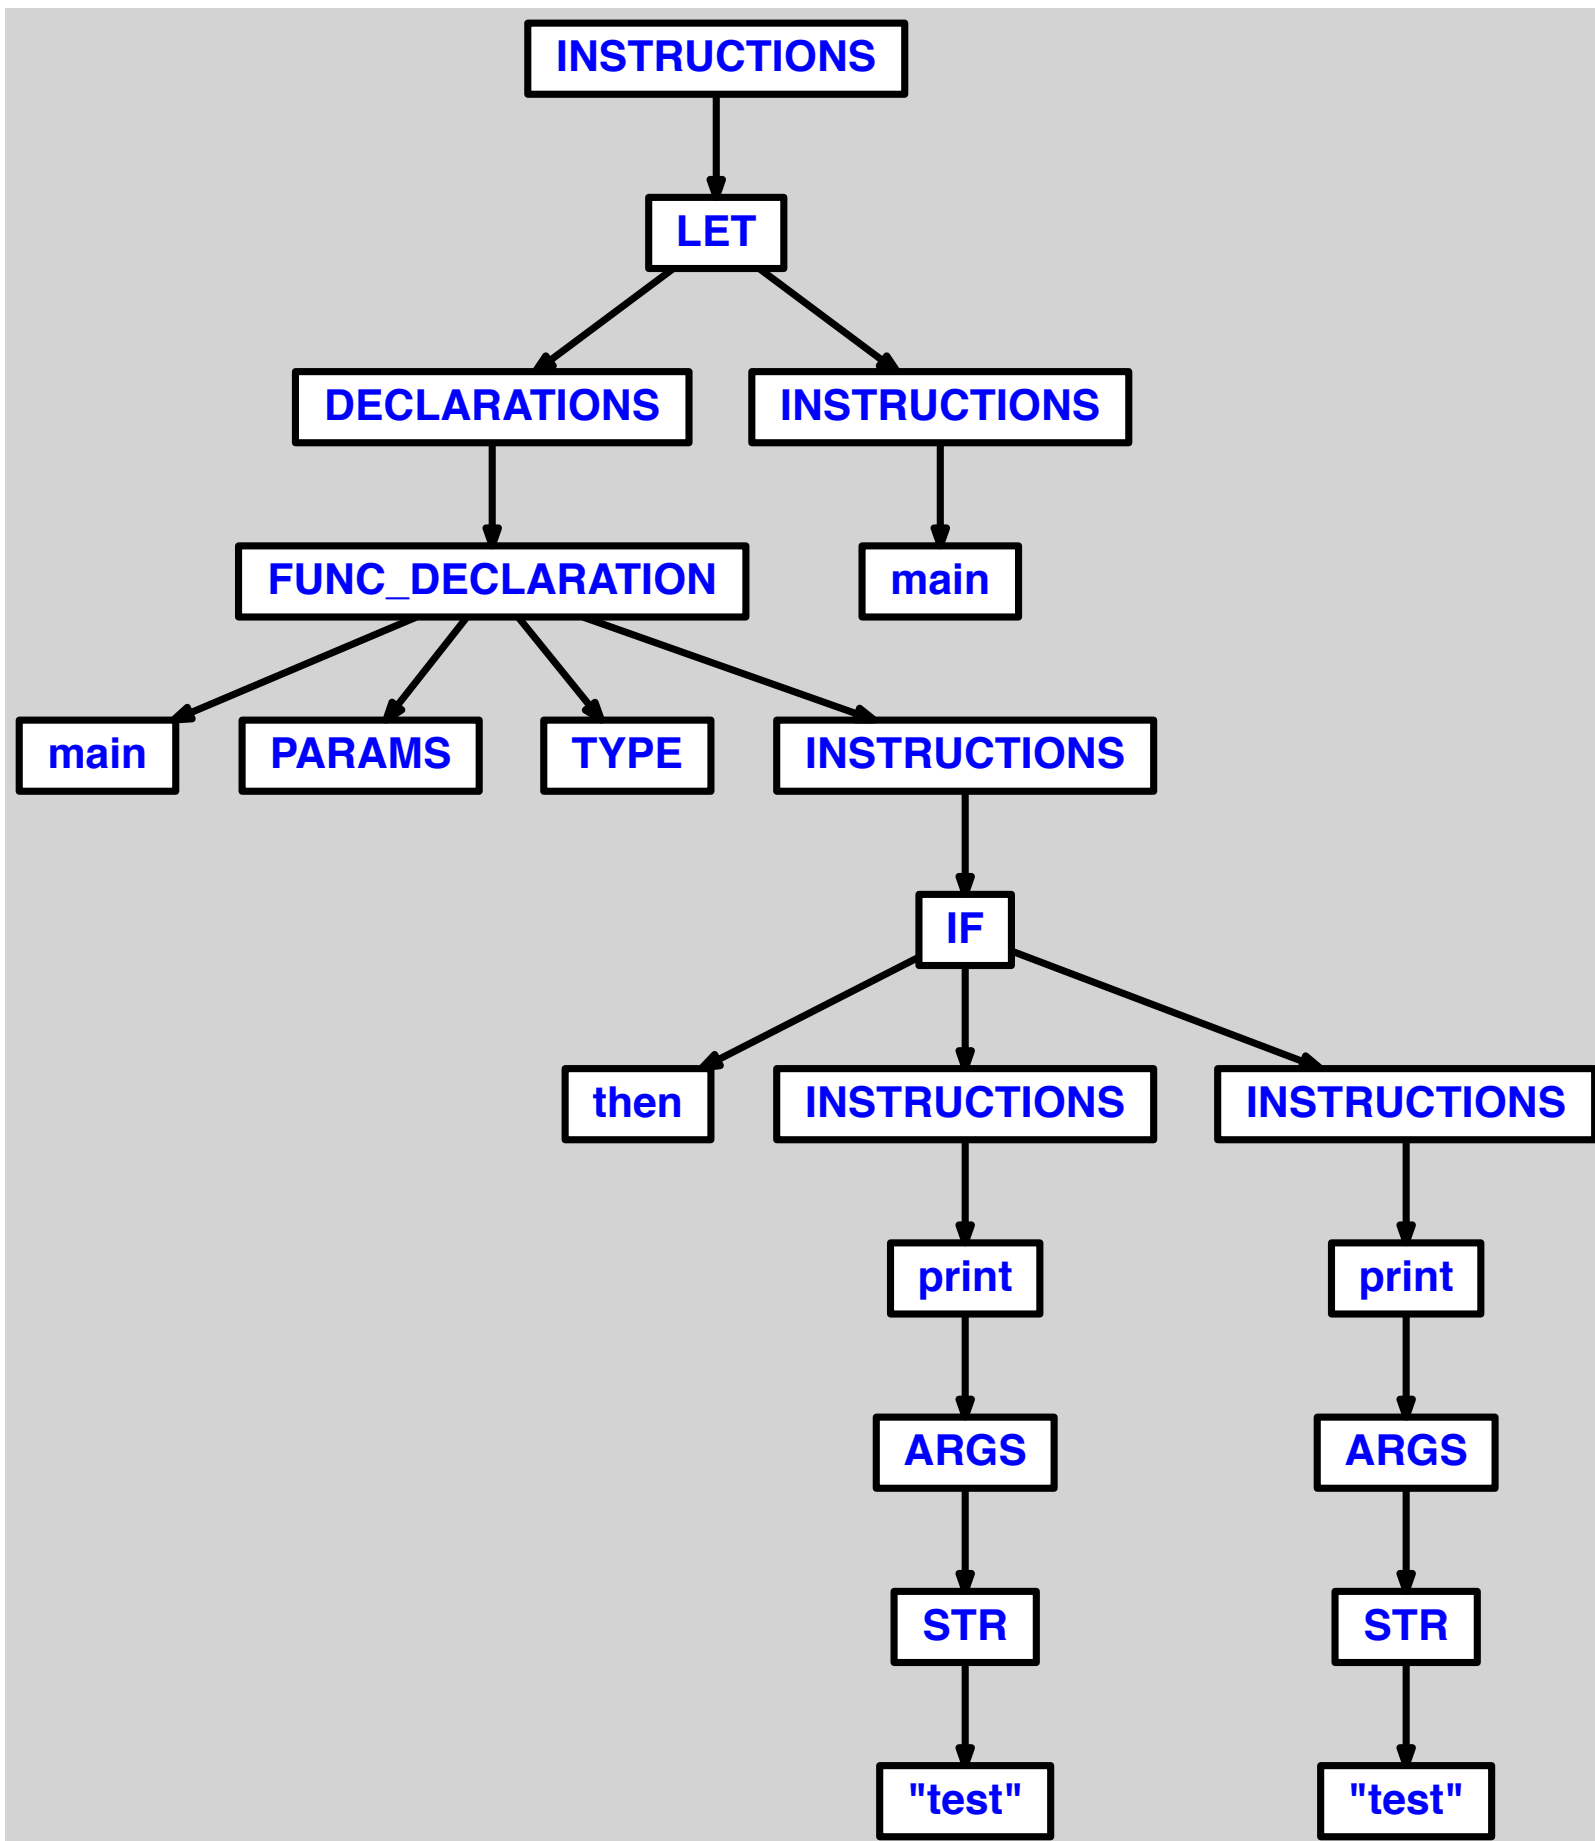 INSTRUCTIONS
LET
DECLARATIONS
INSTRUCTIONS
FUNC_DECLARATION
main
main
PARAMS
TYPE
INSTRUCTIONS
IF
then
INSTRUCTIONS
INSTRUCTIONS
print
print
ARGS
ARGS
STR
STR
"test"
"test"